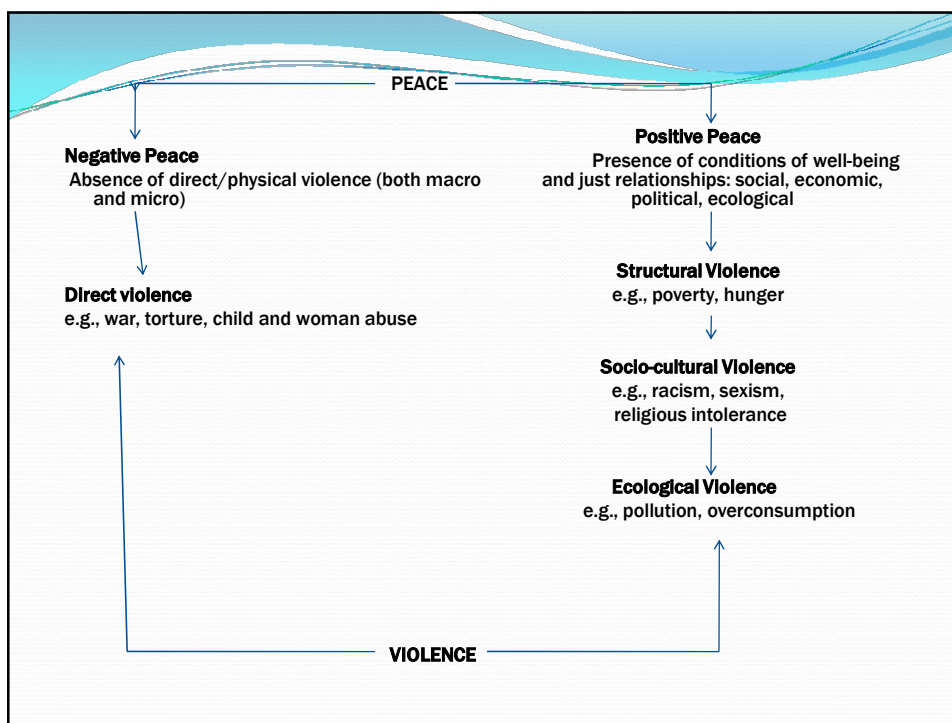 PEACE
Negative Peace
Absence of direct/physical violence (both macro
and micro)
Direct violence
e.g., war, torture, child and woman abuse
Positive Peace
Presence of conditions of well-being
and just relationships: social, economic,
political, ecological
Structural Violence
e.g., poverty, hunger
Socio-cultural Violence
e.g., racism, sexism,
religious intolerance
Ecological Violence
e.g., pollution, overconsumption
VIOLENCE